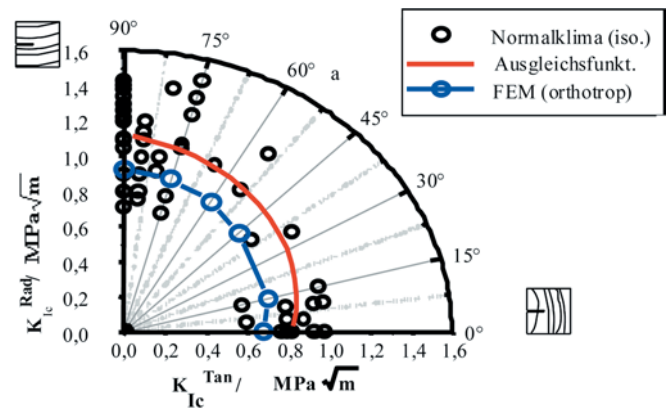 90°
75°
60°
a
45°
30°
15°
0°
Normalklima (iso.)
Ausgleichsfunkt.
FEM (orthotrop)
1,6
1,4
1,2
1,0
0,8
0,6
0,4
0,2
0,0
K_Ic^Rad/ MPa√m
0,0 0,2 0,4 0,6 0,8 1,0 1,2 1,4 1,6
K_Ic^Tan/ MPa√m